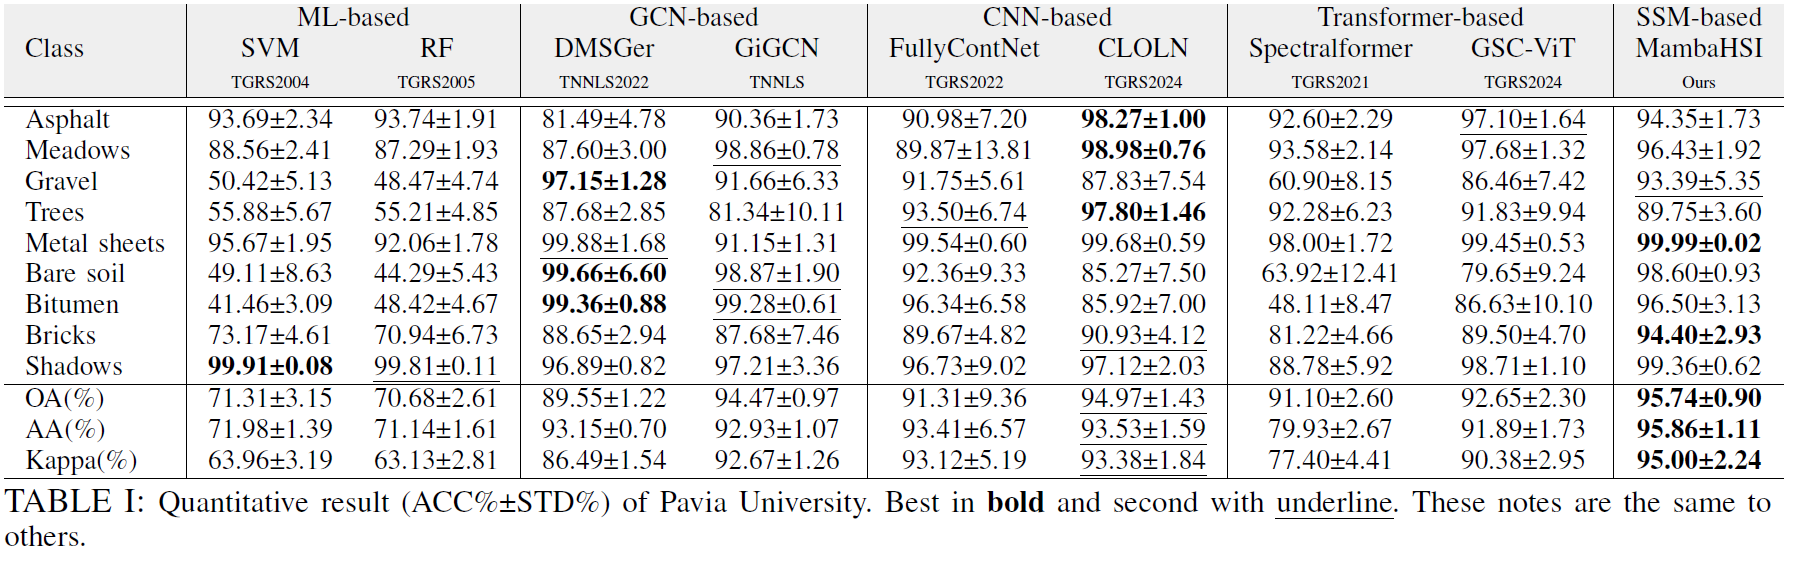 ML-based GCN-based CNN-based Transformer-based SSM-based
Class SVM RF DMSGer GiGCN FullyContNet CLOLN Spectralformer GSC-ViT MambaHSI
TGRS2004 TGRS2005 TNNLS2022 TNNLS TGRS2022 TGRS2024 TGRS2021 TGRS2024 Ours
Asphalt 93.69±2.34 93.74±1.91 81.49±4.78 90.36±1.73 90.98±7.20 98.27±1.00 92.60±2.29 97.10±1.64 94.35±1.73
Meadows 88.56±2.41 87.29±1.93 87.60±3.00 98.86±0.78 89.87±13.81 98.98±0.76 93.58±2.14 97.68±1.32 96.43±1.92
Gravel 50.42±5.13 48.47±4.74 97.15±1.28 91.66±6.33 91.75±5.61 87.83±7.54 60.90±8.15 86.46±7.42 93.39±5.35
Trees 55.88±5.67 55.21±4.85 87.68±2.85 81.34±10.11 93.50±6.74 97.80±1.46 92.28±6.23 91.83±9.94 89.75±3.60
Metal sheets 95.67±1.95 92.06±1.78 99.88±1.68 91.15±1.31 99.54±0.60 99.68±0.59 98.00±1.72 99.45±0.53 99.99±0.02
Bare soil 49.11±8.63 44.29±5.43 99.66±6.60 98.87±1.90 92.36±9.33 85.27±7.50 63.92±12.41 79.65±9.24 98.60±0.93
Bitumen 41.46±3.09 48.42±4.67 99.36±0.88 99.28±0.61 96.34±6.58 85.92±7.00 48.11±8.47 86.63±10.10 96.50±3.13
Bricks 73.17±4.61 70.94±6.73 88.65±2.94 87.68±7.46 89.67±4.82 90.93±4.12 81.22±4.66 89.50±4.70 94.40±2.93
Shadows 99.91±0.08 99.81±0.11 96.89±0.82 97.21±3.36 96.73±9.02 97.12±2.03 88.78±5.92 98.71±1.10 99.36±0.62
OA(%) 71.31±3.15 70.68±2.61 89.55±1.22 94.47±0.97 91.31±9.36 94.97±1.43 91.10±2.60 92.65±2.30 95.74±0.90
AA(%) 71.98±1.39 71.14±1.61 93.15±0.70 92.93±1.07 93.41±6.57 93.53±1.59 79.93±2.67 91.89±1.73 95.86±1.11
Kappa(%) 63.96±3.19 63.13±2.81 86.49±1.54 92.67±1.26 93.12±5.19 93.38±1.84 77.40±4.41 90.38±2.95 95.00±2.24
TABLE I: Quantitative result (ACC%±STD%) of Pavia University. Best in bold and second with underline. These notes are the same to
others.